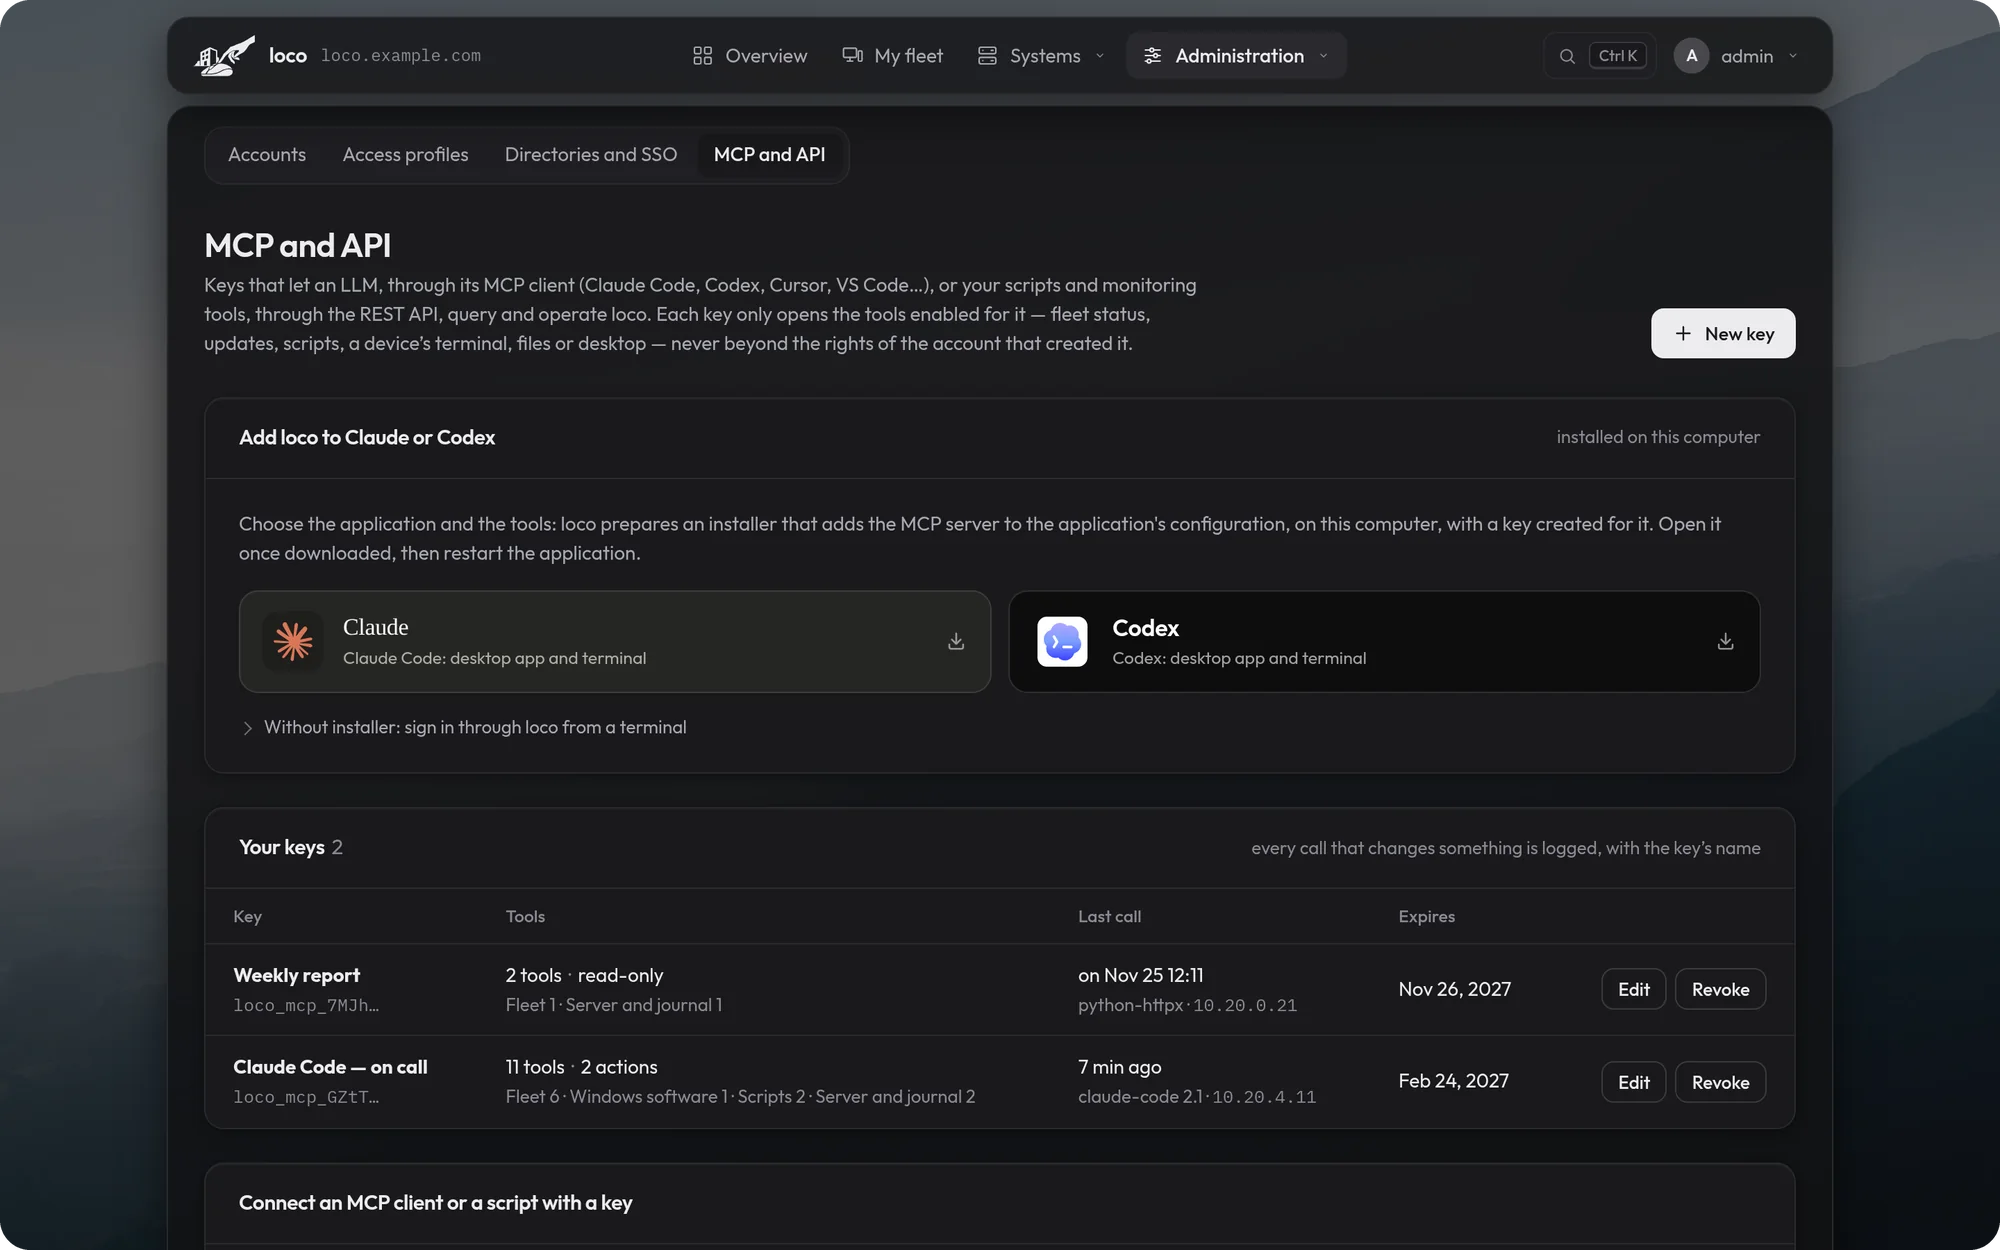 loco loco.example.com Overview My fleet Systems Administration Ctrl K A admin
Accounts Access profiles Directories and SSO MCP and API
MCP and API
Keys that let an LLM, through its MCP client (Claude Code, Codex, Cursor, VS Code…), or your scripts and monitoring
tools, through the REST API, query and operate loco. Each key only opens the tools enabled for it — fleet status,
updates, scripts, a device’s terminal, files or desktop — never beyond the rights of the account that created it.
New key
Add loco to Claude or Codex installed on this computer
Choose the application and the tools: loco prepares an installer that adds the MCP server to the application's configuration, on this computer, with a key created for it. Open it
once downloaded, then restart the application.
Claude
Claude Code: desktop app and terminal
Codex
Codex: desktop app and terminal
Without installer: sign in through loco from a terminal
Your keys 2 every call that changes something is logged, with the key’s name
Key Tools Last call Expires
Weekly report 2 tools · read-only on Nov 25 12:11 Nov 26, 2027 Edit Revoke
loco_mcp_7MJh… Fleet 1 · Server and journal 1 python-httpx · 10.20.0.21
Claude Code — on call 11 tools · 2 actions 7 min ago Feb 24, 2027 Edit Revoke
loco_mcp_GZtT… Fleet 6 · Windows software 1 · Scripts 2 · Server and journal 2 claude-code 2.1 · 10.20.4.11
Connect an MCP client or a script with a key